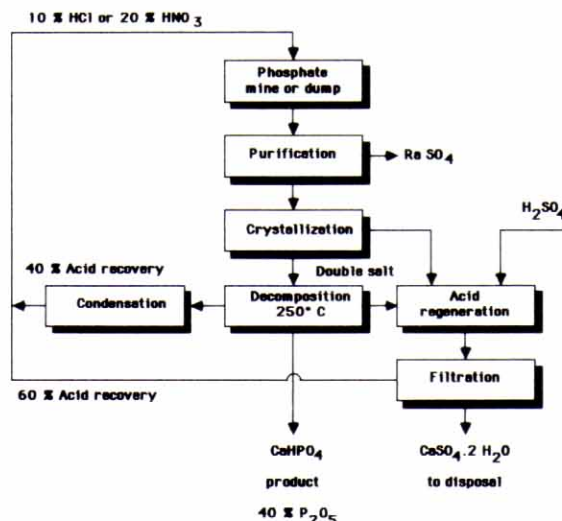 10 % HCl or 20 % HNO3
Phosphate
mine or dump
Purification
Ra SO4
Crystallization
H2SO4
Double salt
40 % Acid recovery
Condensation
Decomposition
250° C
Acid
regeneration
Filtration
60 % Acid recovery
CaHPO4
product
40 % P2O5
CaSO4.2 H2O
to disposal